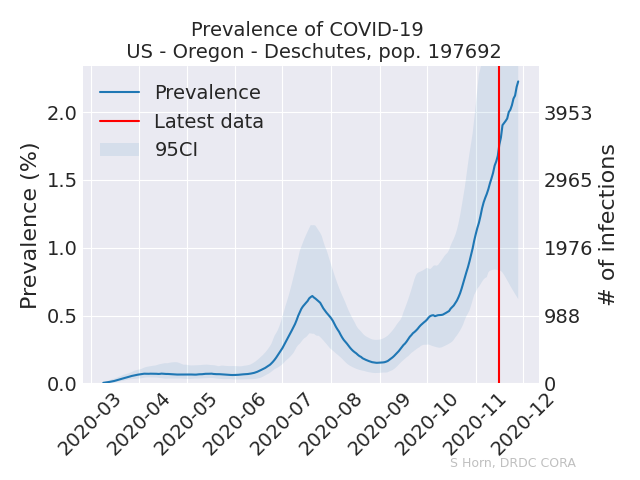 Prevalence of COVID-19
US - Oregon - Deschutes, pop. 197692
Prevalence
Latest data
95CI
Prevalence (%)
2.0
1.5
1.0
0.5
0.0
3953
2965
1976
988
0
# of infections
2020-03
2020-04
2020-05
2020-06
2020-07
2020-08
2020-09
2020-10
2020-11
2020-12
S Horn, DRDC CORA